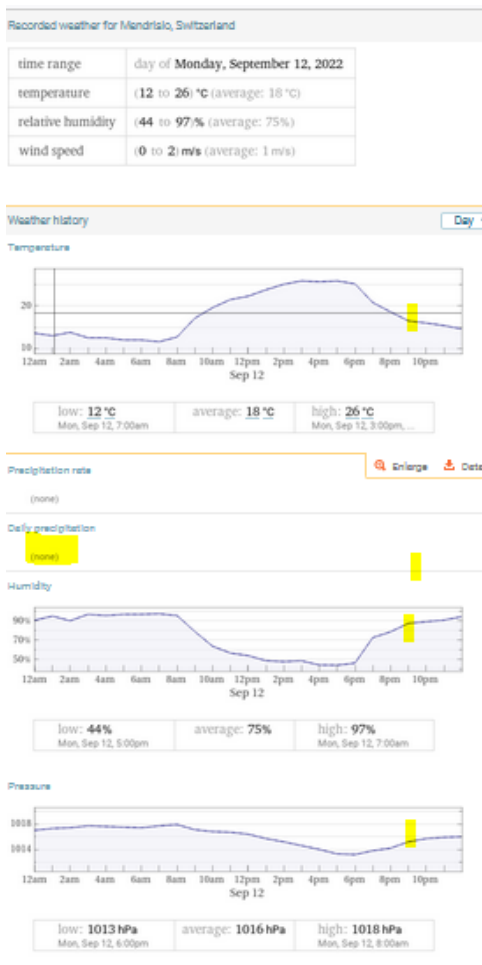 Recorded weather for Mendrisio, Switzerland
time range day of Monday, September 12, 2022
temperature (12 to 26) °C (average: 18 °C)
relative humidity (44 to 97)% (average: 75%)
wind speed (0 to 2) m/s (average: 1 m/s)
Weather history Day
Temperature
20
10
12am 2am 4am 6am 8am 10am 12pm 2pm 4pm 6pm 8pm 10pm
Sep 12
low: 12 °C average: 18 °C high: 26 °C
Mon, Sep 12, 7:00am Mon, Sep 12, 3:00pm, ...
Precipitation rate Enlarge Data
(none)
Daily precipitation
(none)
Humidity
90%
70%
50%
12am 2am 4am 6am 8am 10am 12pm 2pm 4pm 6pm 8pm 10pm
Sep 12
low: 44% average: 75% high: 97%
Mon, Sep 12, 5:00pm Mon, Sep 12, 7:00am
Pressure
1018
1014
12am 2am 4am 6am 8am 10am 12pm 2pm 4pm 6pm 8pm 10pm
Sep 12
low: 1013 hPa average: 1016 hPa high: 1018 hPa
Mon, Sep 12, 6:00pm Mon, Sep 12, 8:00am